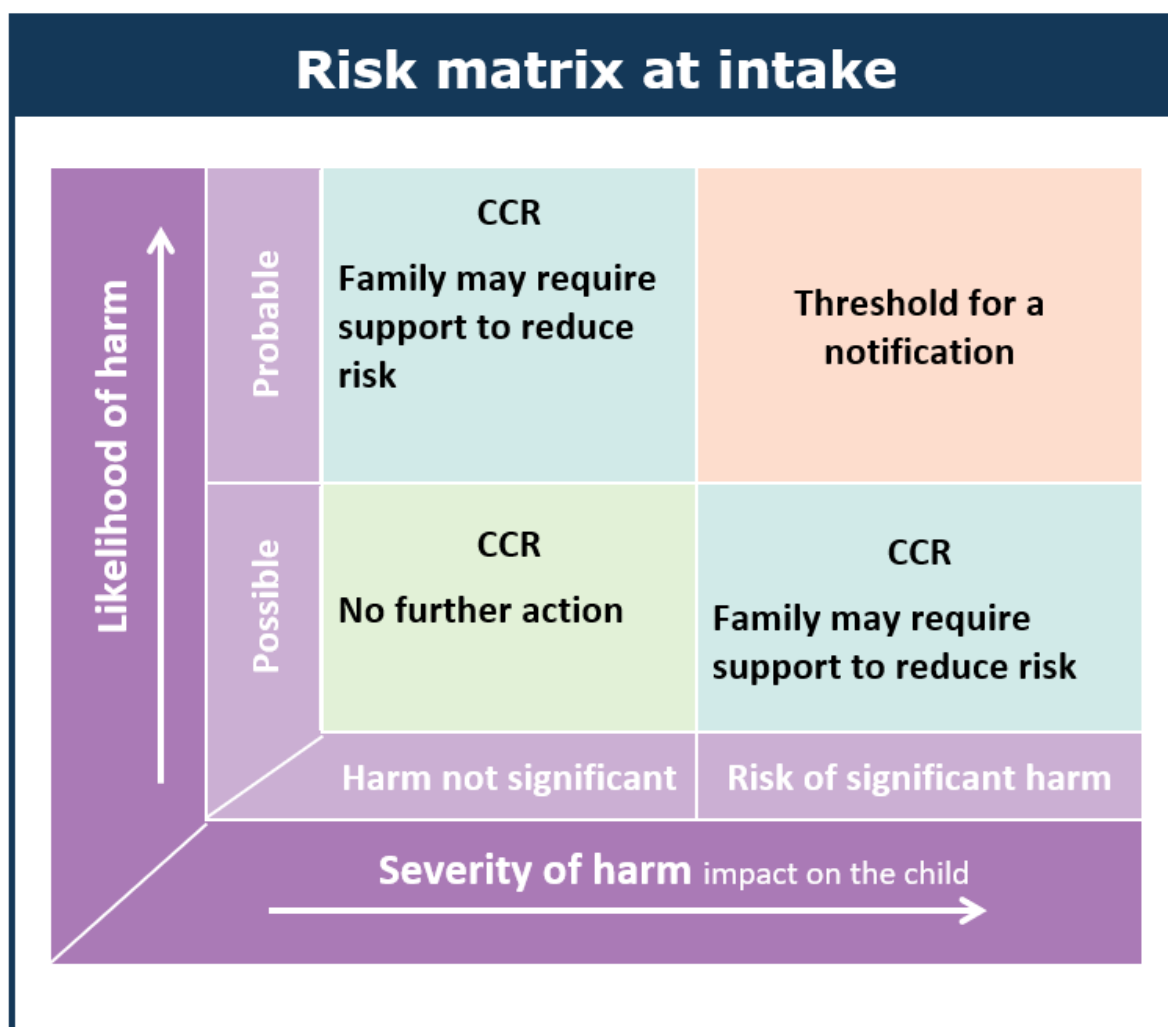 Risk matrix at intake
Likelihood of harm
Probable
CCR
Family may require
support to reduce
risk
Threshold for a
notification
Possible
CCR
No further action
CCR
Family may require
support to reduce risk
Harm not significant
Risk of significant harm
Severity of harm impact on the child